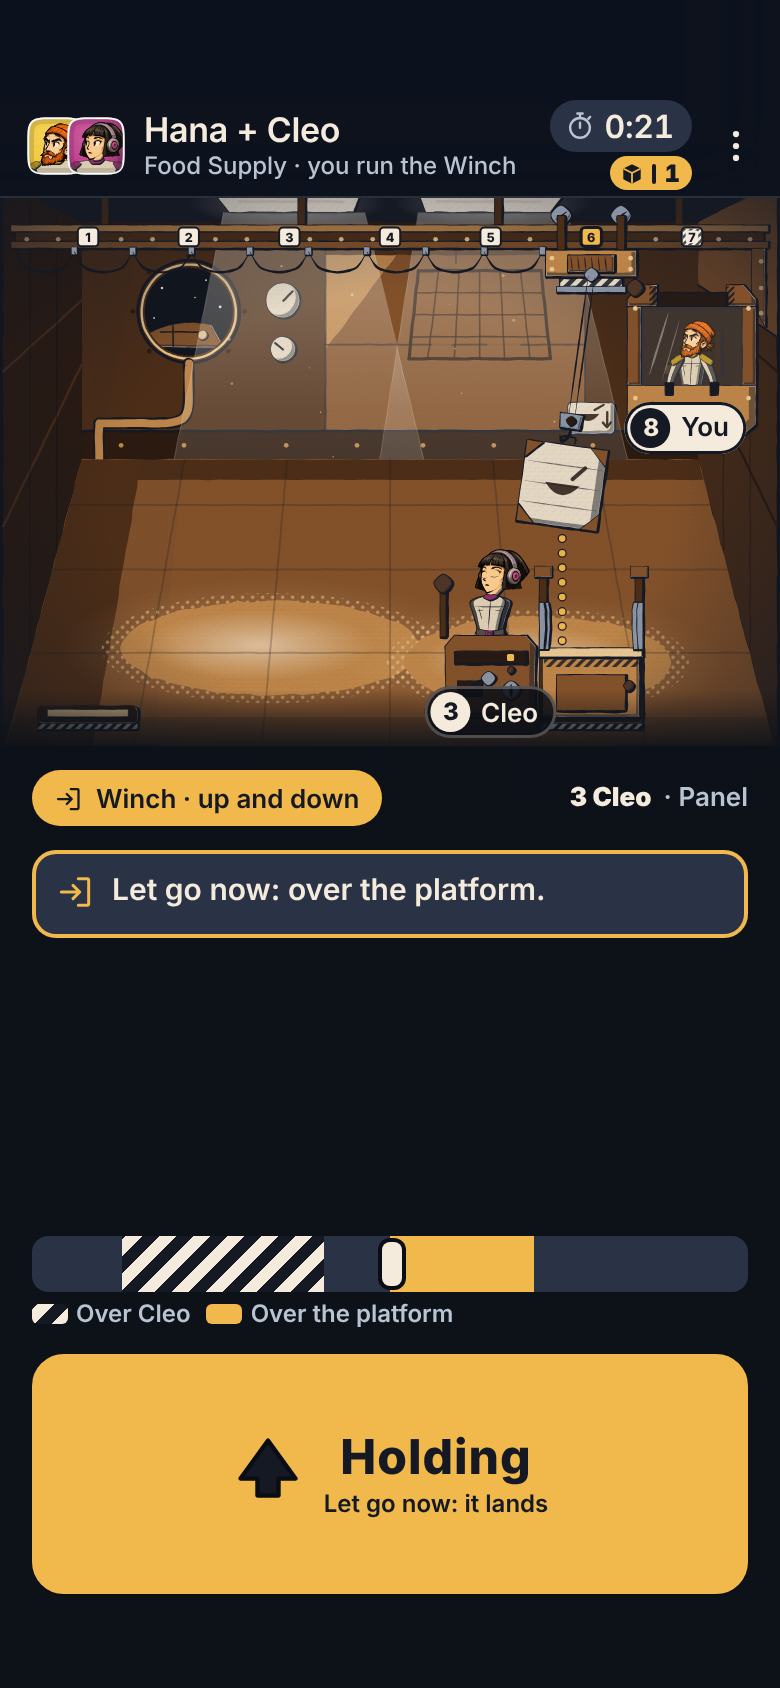 Hana + Cleo
0:21
Food Supply · you run the Winch
1
1
2
3
4
5
6
7
8 You
3 Cleo
Winch · up and down
3 Cleo · Panel
Let go now: over the platform.
Over Cleo
Over the platform
Holding
Let go now: it lands